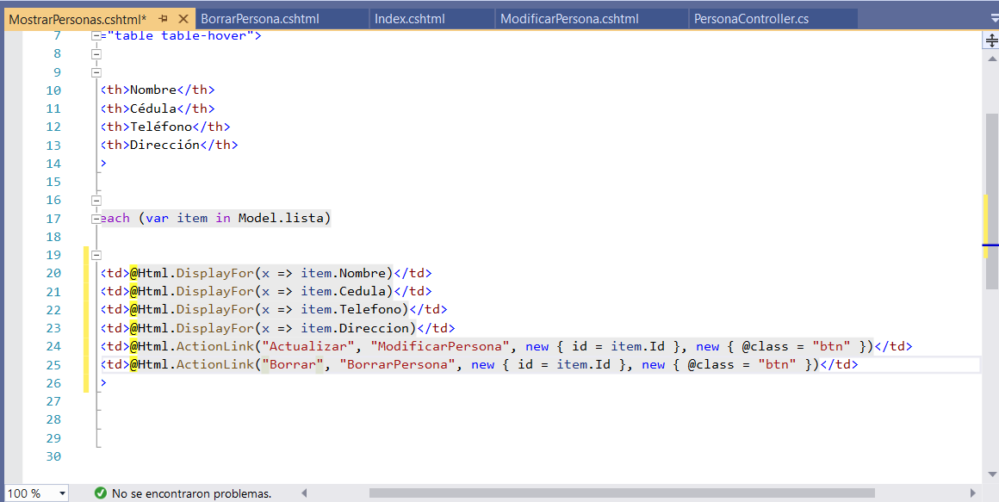 MostrarPersonas.cshtml* BorrarPersona.cshtml Index.cshtml ModificarPersona.cshtml PersonaController.cs
7 ="table table-hover">
8
9
10 <th>Nombre</th>
11 <th>Cédula</th>
12 <th>Teléfono</th>
13 <th>Dirección</th>
14 >
15
16
17 each (var item in Model.lista)
18
19
20 <td>@Html.DisplayFor(x => item.Nombre)</td>
21 <td>@Html.DisplayFor(x => item.Cedula)</td>
22 <td>@Html.DisplayFor(x => item.Telefono)</td>
23 <td>@Html.DisplayFor(x => item.Direccion)</td>
24 <td>@Html.ActionLink("Actualizar", "ModificarPersona", new { id = item.Id }, new { @class = "btn" })</td>
25 <td>@Html.ActionLink("Borrar", "BorrarPersona", new { id = item.Id }, new { @class = "btn" })</td>
26 >
27
28
29
30
100 % No se encontraron problemas.